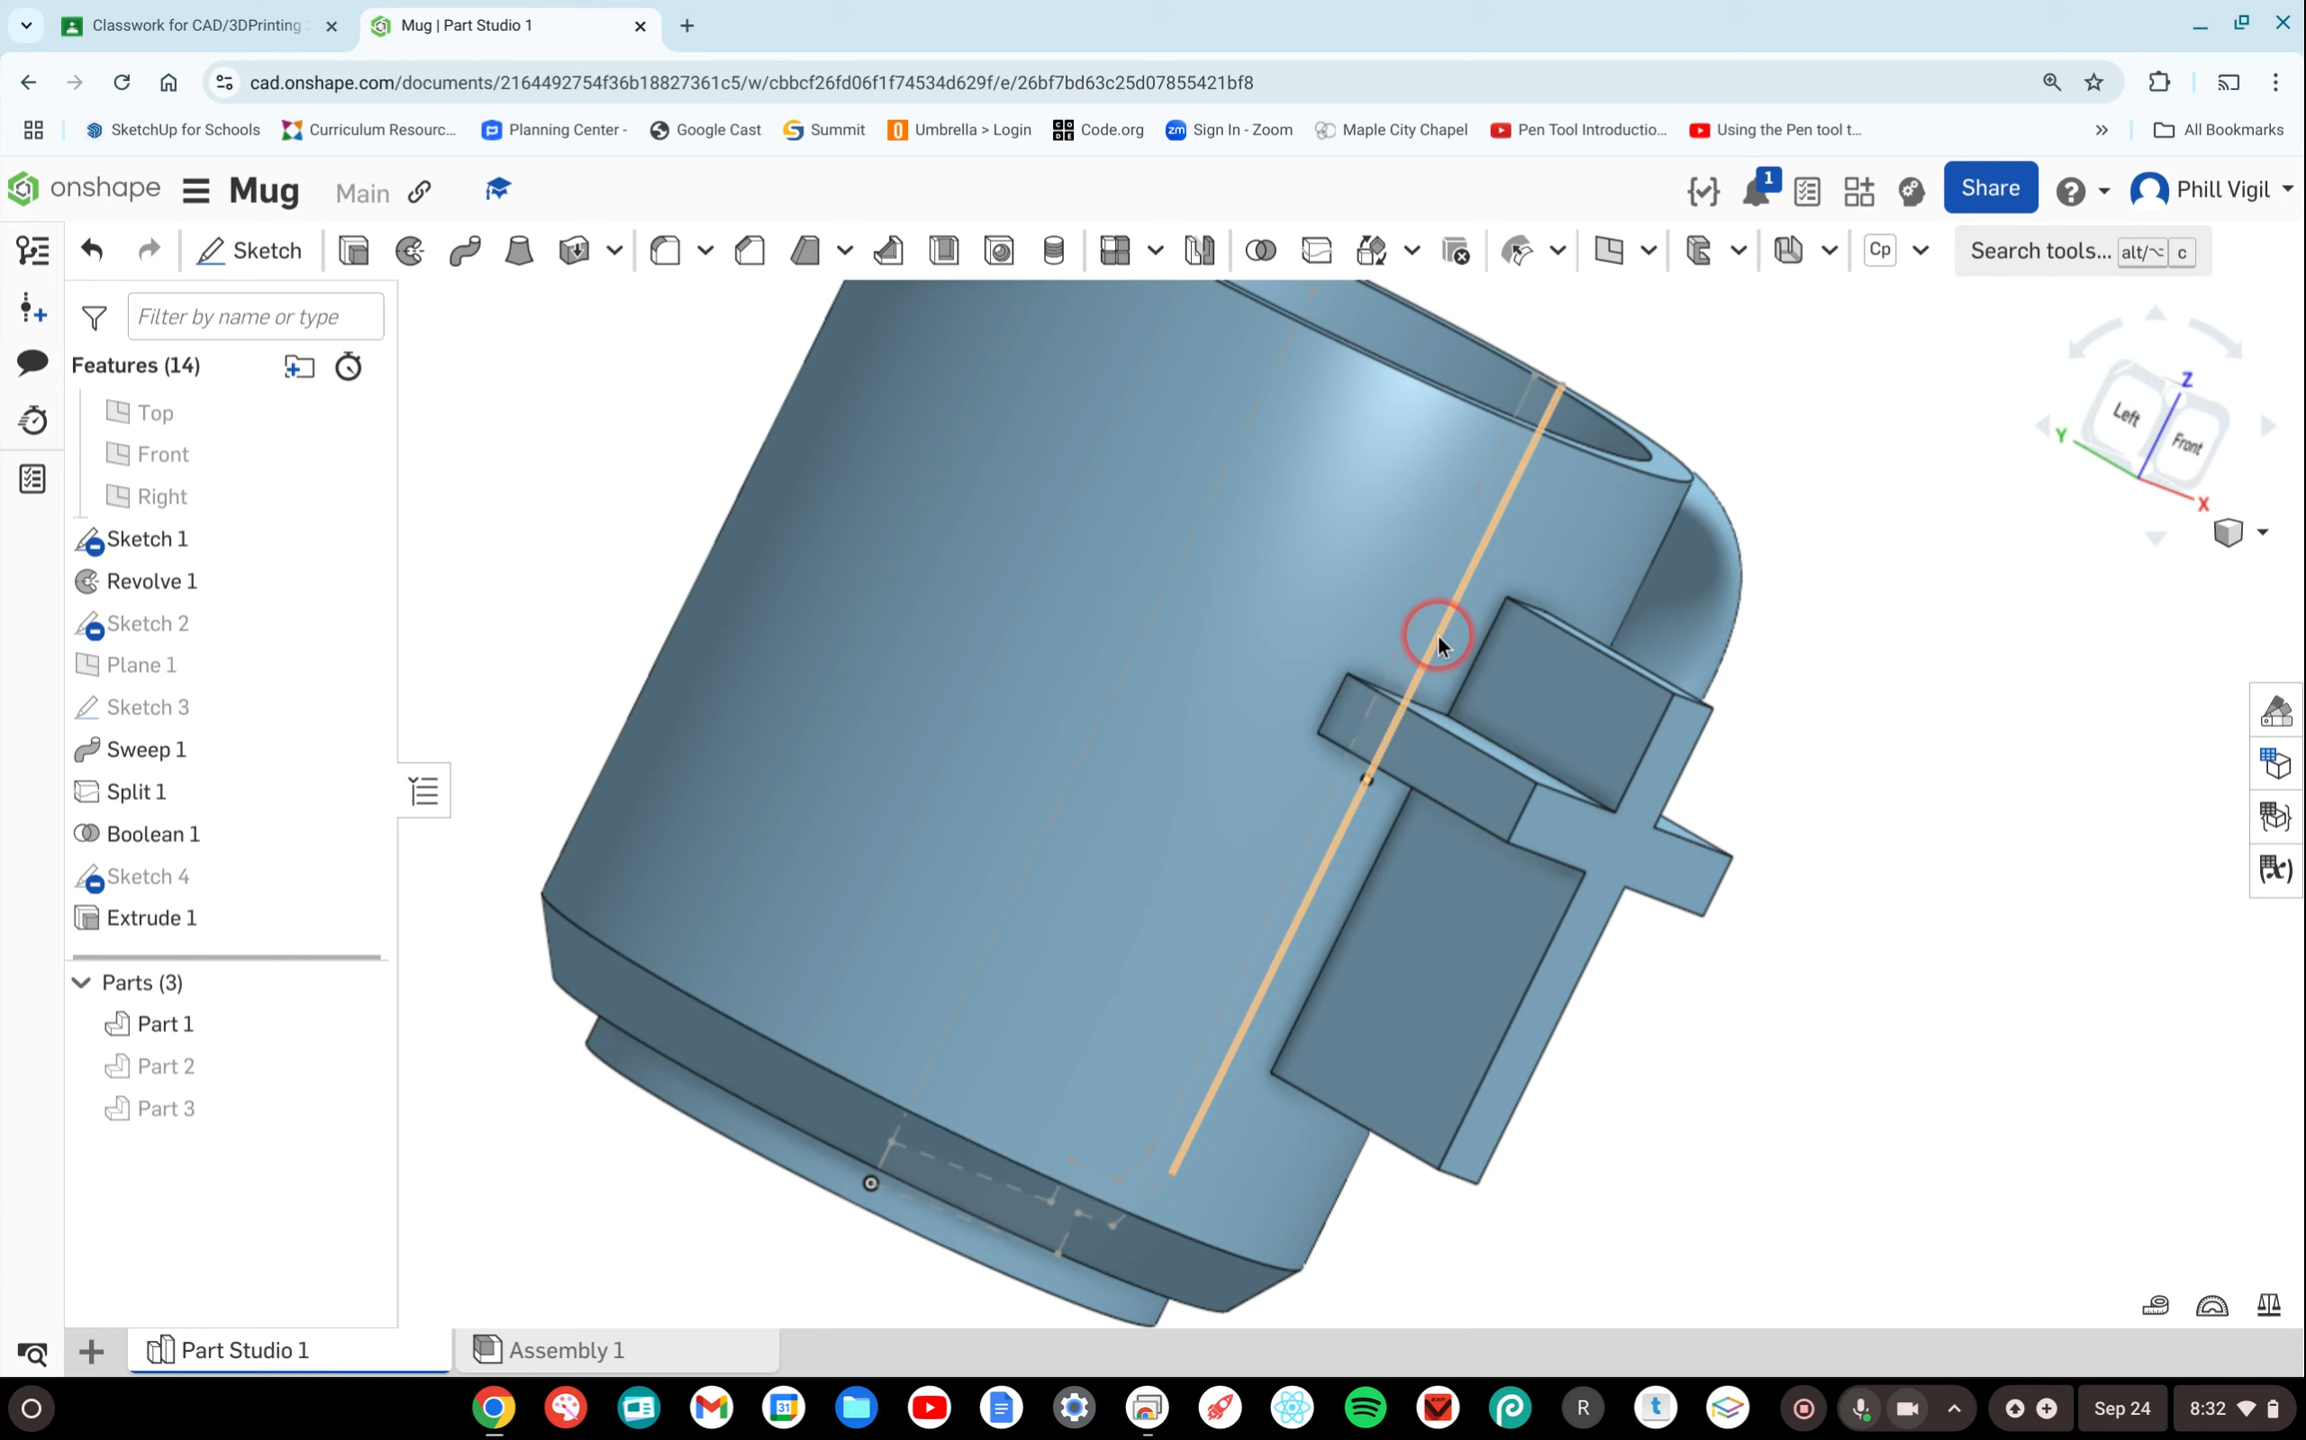 Classwork for CAD/3DPrinting
Mug | Part Studio 1
cad.onshape.com/documents/2164492754f36b18827361c5/w/cbbcf26fd06f1f74534d629f/e/26bf7bd63c25d07855421bf8
SketchUp for Schools
Curriculum Resourc...
Planning Center -
Google Cast
Summit
Umbrella > Login
Code.org
Sign In - Zoom
Maple City Chapel
Pen Tool Introductio...
Using the Pen tool t...
All Bookmarks
onshape
Mug
Main
1
Share
Phill Vigil
Sketch
Cp
Search tools...
alt/⌥
c
Filter by name or type
Features (14)
Top
Front
Right
Sketch 1
Revolve 1
Sketch 2
Plane 1
Sketch 3
Sweep 1
Split 1
Boolean 1
Sketch 4
Extrude 1
Parts (3)
Part 1
Part 2
Part 3
Z
Left
Front
Y
X
(x)
Part Studio 1
Assembly 1
31
R
t
Sep 24
8:32